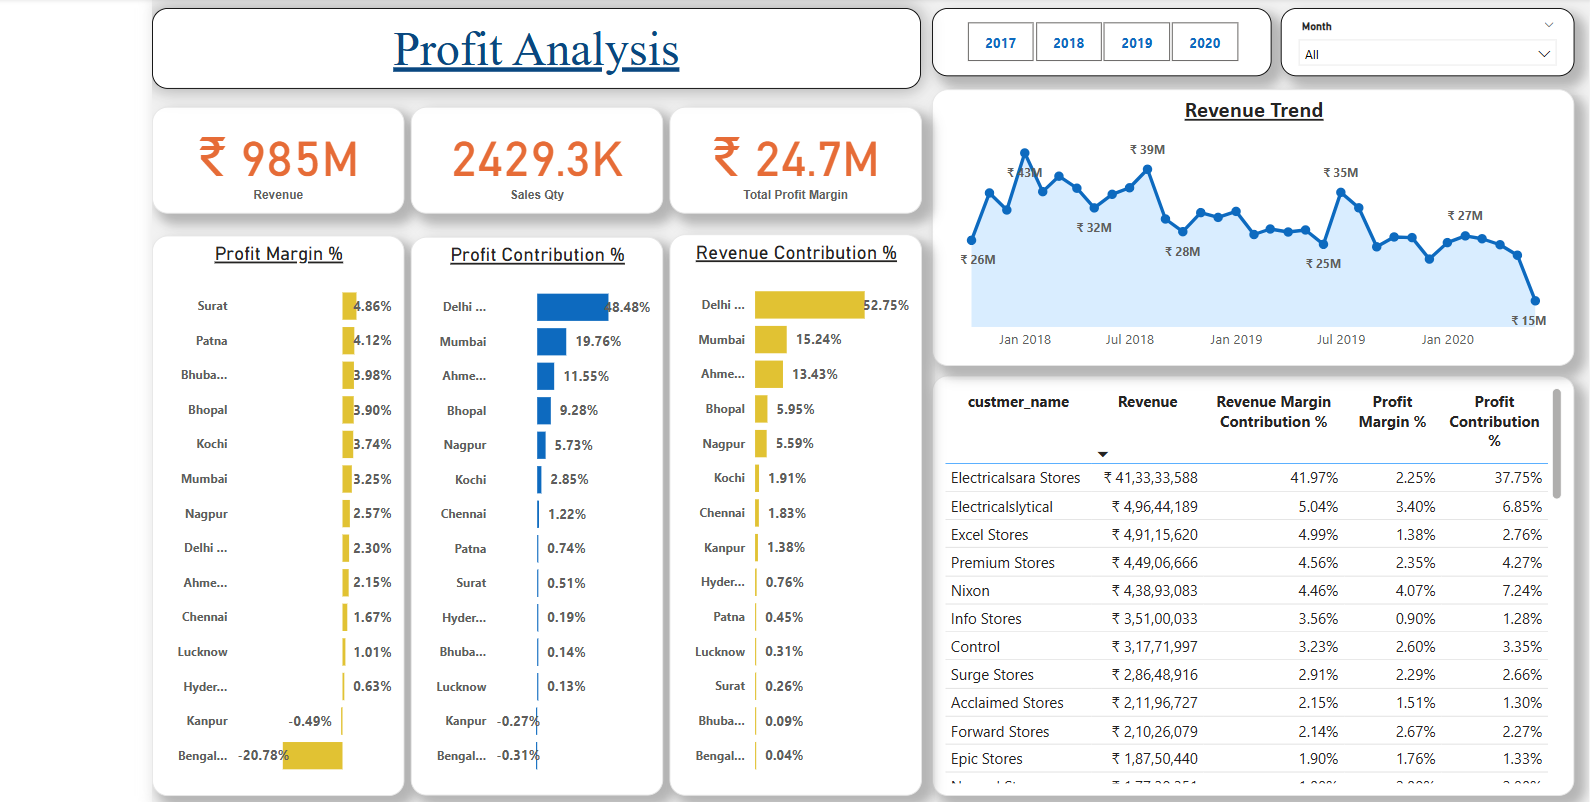 Profit Analysis
2017 2018 2019 2020
Month
All
₹ 985M
Revenue
2429.3K
Sales Qty
₹ 24.7M
Total Profit Margin
Revenue Trend
₹ 26M ₹ 43M ₹ 32M ₹ 39M ₹ 28M ₹ 25M ₹ 35M ₹ 27M ₹ 15M
Jan 2018 Jul 2018 Jan 2019 Jul 2019 Jan 2020
Profit Margin %
Surat 4.86%
Patna 4.12%
Bhuba... 3.98%
Bhopal 3.90%
Kochi 3.74%
Mumbai 3.25%
Nagpur 2.57%
Delhi ... 2.30%
Ahme... 2.15%
Chennai 1.67%
Lucknow 1.01%
Hyder... 0.63%
Kanpur -0.49%
Bengal... -20.78%
Profit Contribution %
Delhi ... 48.48%
Mumbai 19.76%
Ahme... 11.55%
Bhopal 9.28%
Nagpur 5.73%
Kochi 2.85%
Chennai 1.22%
Patna 0.74%
Surat 0.51%
Hyder... 0.19%
Bhuba... 0.14%
Lucknow 0.13%
Kanpur -0.27%
Bengal... -0.31%
Revenue Contribution %
Delhi ... 52.75%
Mumbai 15.24%
Ahme... 13.43%
Bhopal 5.95%
Nagpur 5.59%
Kochi 1.91%
Chennai 1.83%
Kanpur 1.38%
Hyder... 0.76%
Patna 0.45%
Lucknow 0.31%
Surat 0.26%
Bhuba... 0.09%
Bengal... 0.04%
custmer_name Revenue Revenue Margin Contribution % Profit Margin % Profit Contribution %
Electricalsara Stores ₹ 41,33,33,588 41.97% 2.25% 37.75%
Electricalslytical ₹ 4,96,44,189 5.04% 3.40% 6.85%
Excel Stores ₹ 4,91,15,620 4.99% 1.38% 2.76%
Premium Stores ₹ 4,49,06,666 4.56% 2.35% 4.27%
Nixon ₹ 4,38,93,083 4.46% 4.07% 7.24%
Info Stores ₹ 3,51,00,033 3.56% 0.90% 1.28%
Control ₹ 3,17,71,997 3.23% 2.60% 3.35%
Surge Stores ₹ 2,86,48,916 2.91% 2.29% 2.66%
Acclaimed Stores ₹ 2,11,96,727 2.15% 1.51% 1.30%
Forward Stores ₹ 2,10,26,079 2.14% 2.67% 2.27%
Epic Stores ₹ 1,87,50,440 1.90% 1.76% 1.33%